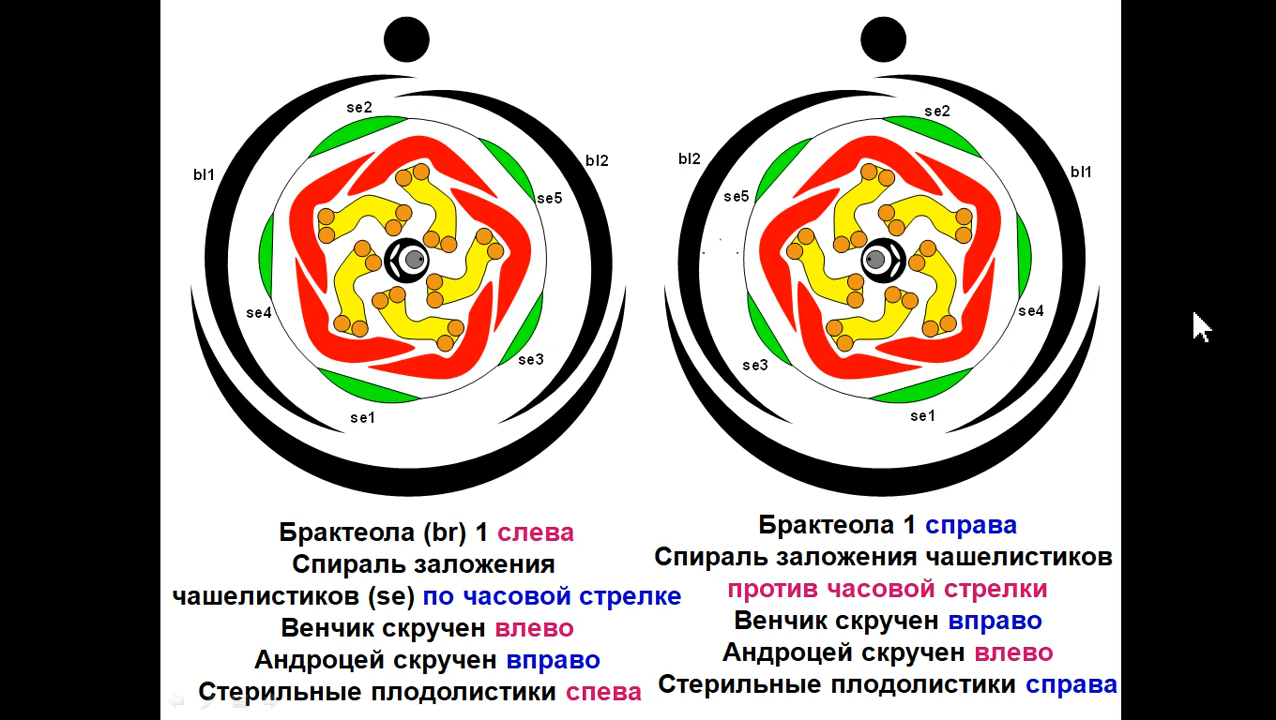 se2
bl1
bl2
se5
se4
se3
se1
Брактеола (br) 1 слева
Спираль заложения
чашелистиков (se) по часовой стрелке
Венчик скручен влево
Андроцей скручен вправо
Стерильные плодолистики слева
se2
bl2
bl1
se5
se4
se3
se1
Брактеола 1 справа
Спираль заложения чашелистиков
против часовой стрелки
Венчик скручен вправо
Андроцей скручен влево
Стерильные плодолистики справа